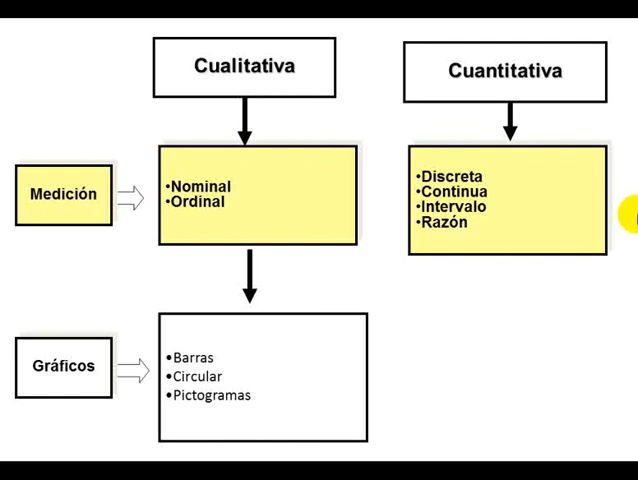 Cualitativa
Cuantitativa
Medición
•Nominal
•Ordinal
•Discreta
•Continua
•Intervalo
•Razón
Gráficos
•Barras
•Circular
•Pictogramas